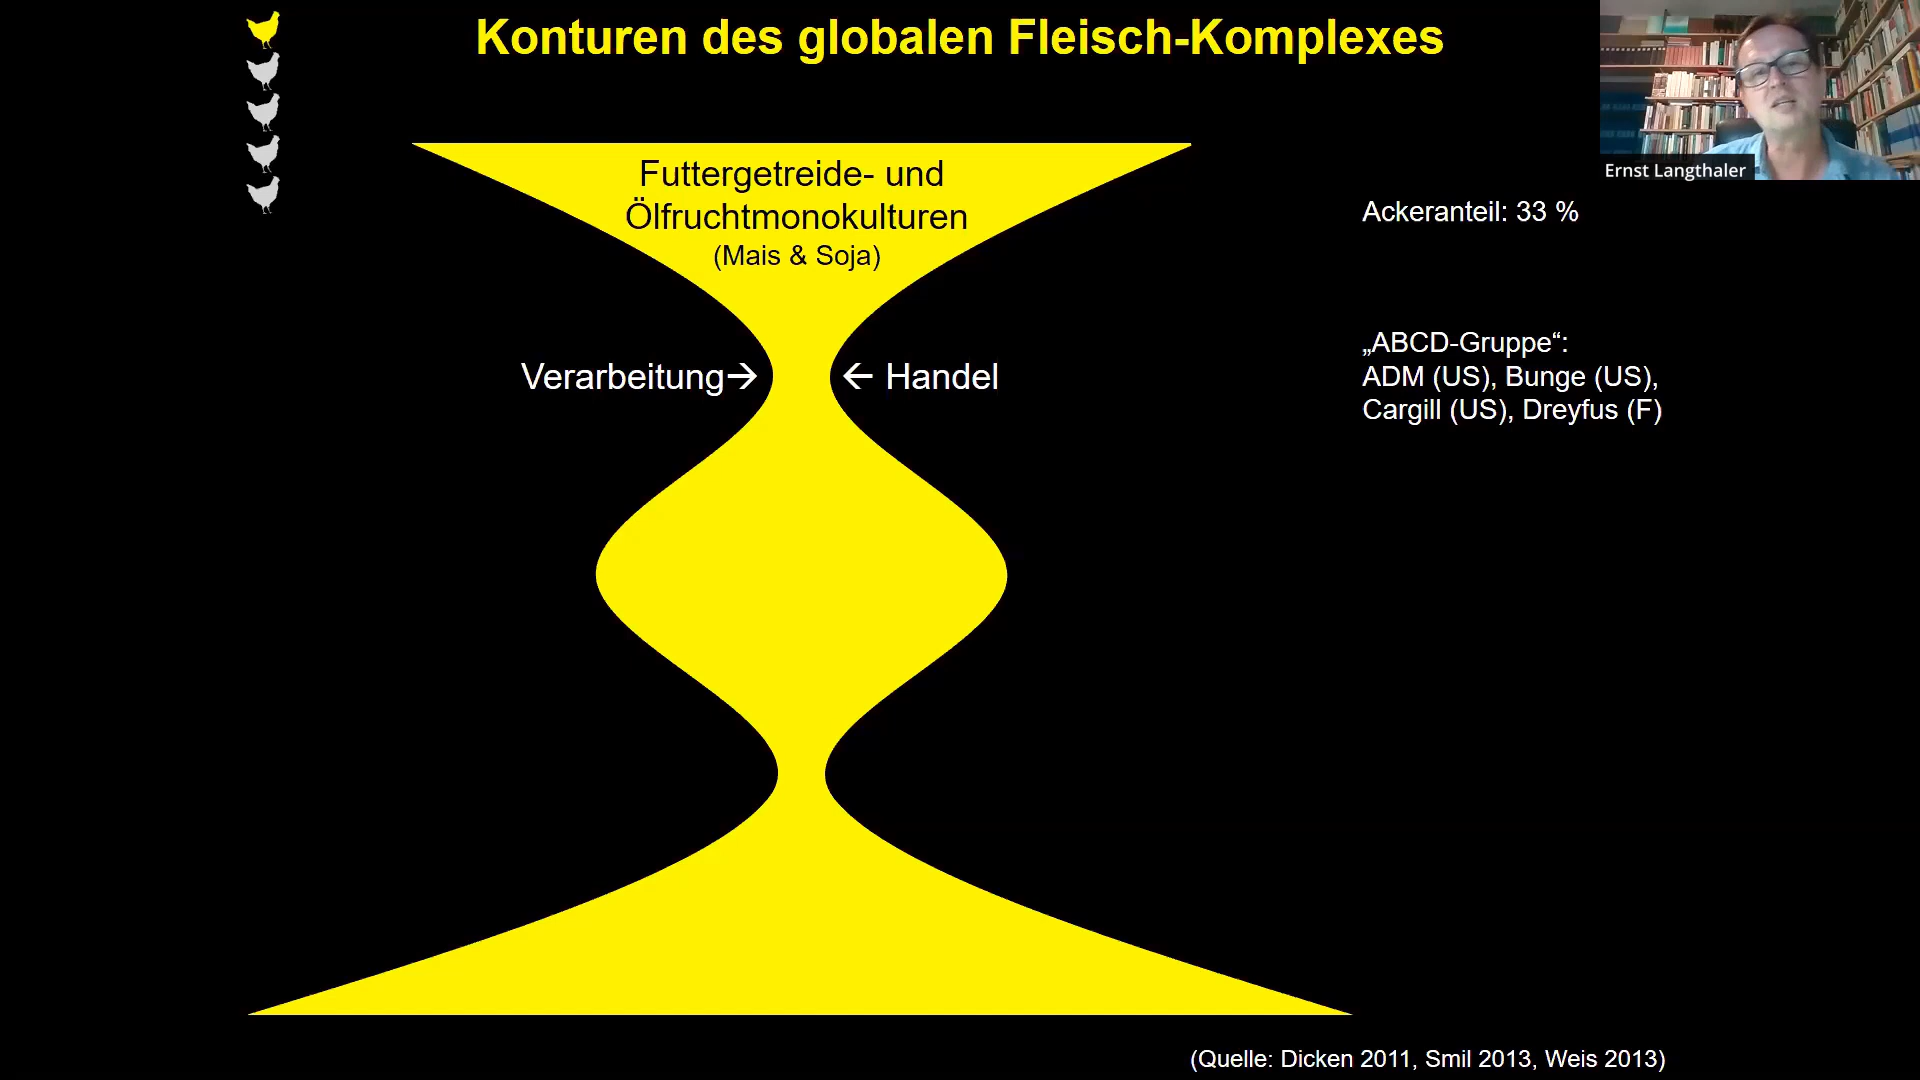 Konturen des globalen Fleisch-Komplexes
Ernst Langthaler
Futtergetreide- und
Ölfruchtmonokulturen
(Mais & Soja)
Ackeranteil: 33 %
Verarbeitung→
← Handel
„ABCD-Gruppe“:
ADM (US), Bunge (US),
Cargill (US), Dreyfus (F)
(Quelle: Dicken 2011, Smil 2013, Weis 2013)